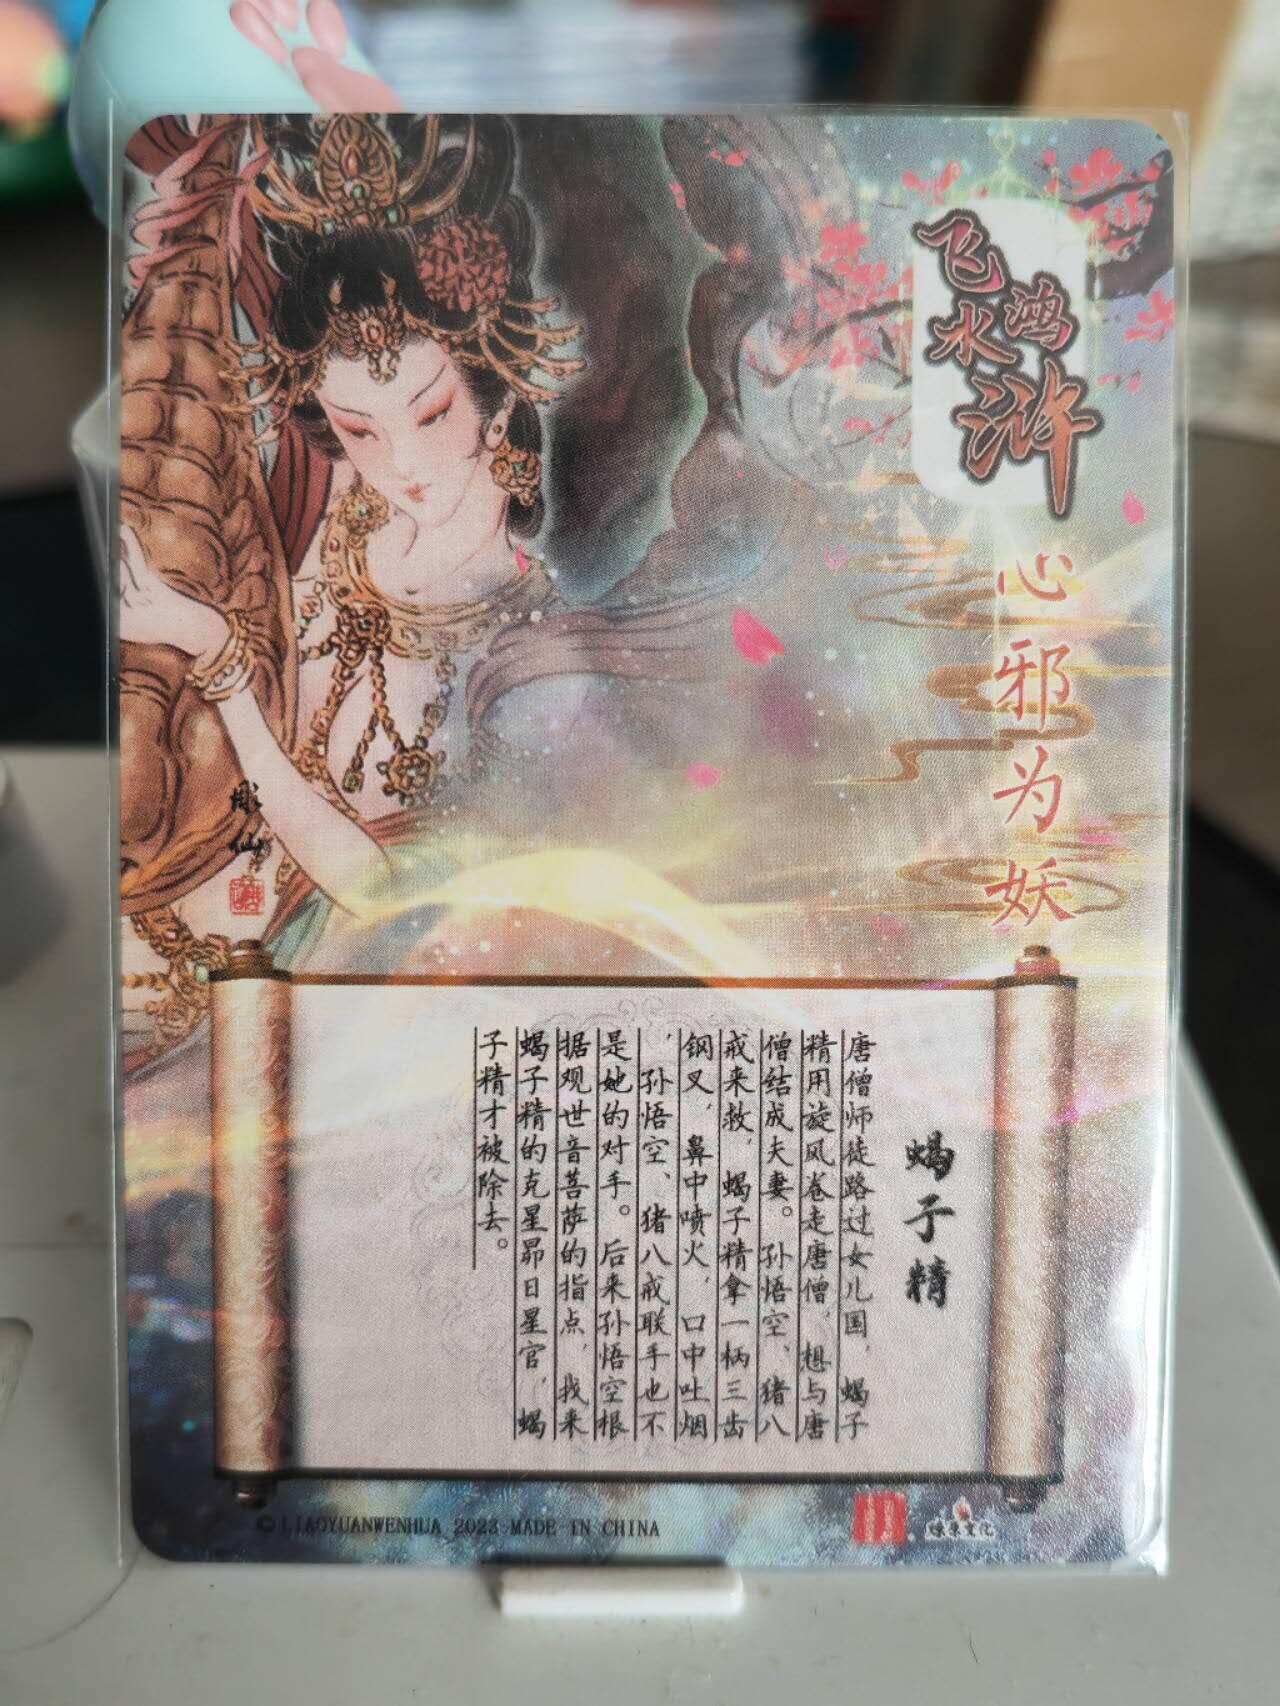 飞鸿
水浒
心邪为妖
彫仙
蝎子精
唐僧师徒路过女儿国，蝎子
精用旋风卷走唐僧，想与唐
僧结成夫妻。孙悟空、猪八
戒来救，蝎子精拿一柄三齿
钢叉，鼻中喷火，口中吐烟
，孙悟空、猪八戒联手也不
是她的对手。后来孙悟空根
据观世音菩萨的指点，找来
蝎子精的克星昴日星官，蝎
子精才被除去。
©LIAOYUANWENHUA 2023 MADE IN CHINA
燎原文化